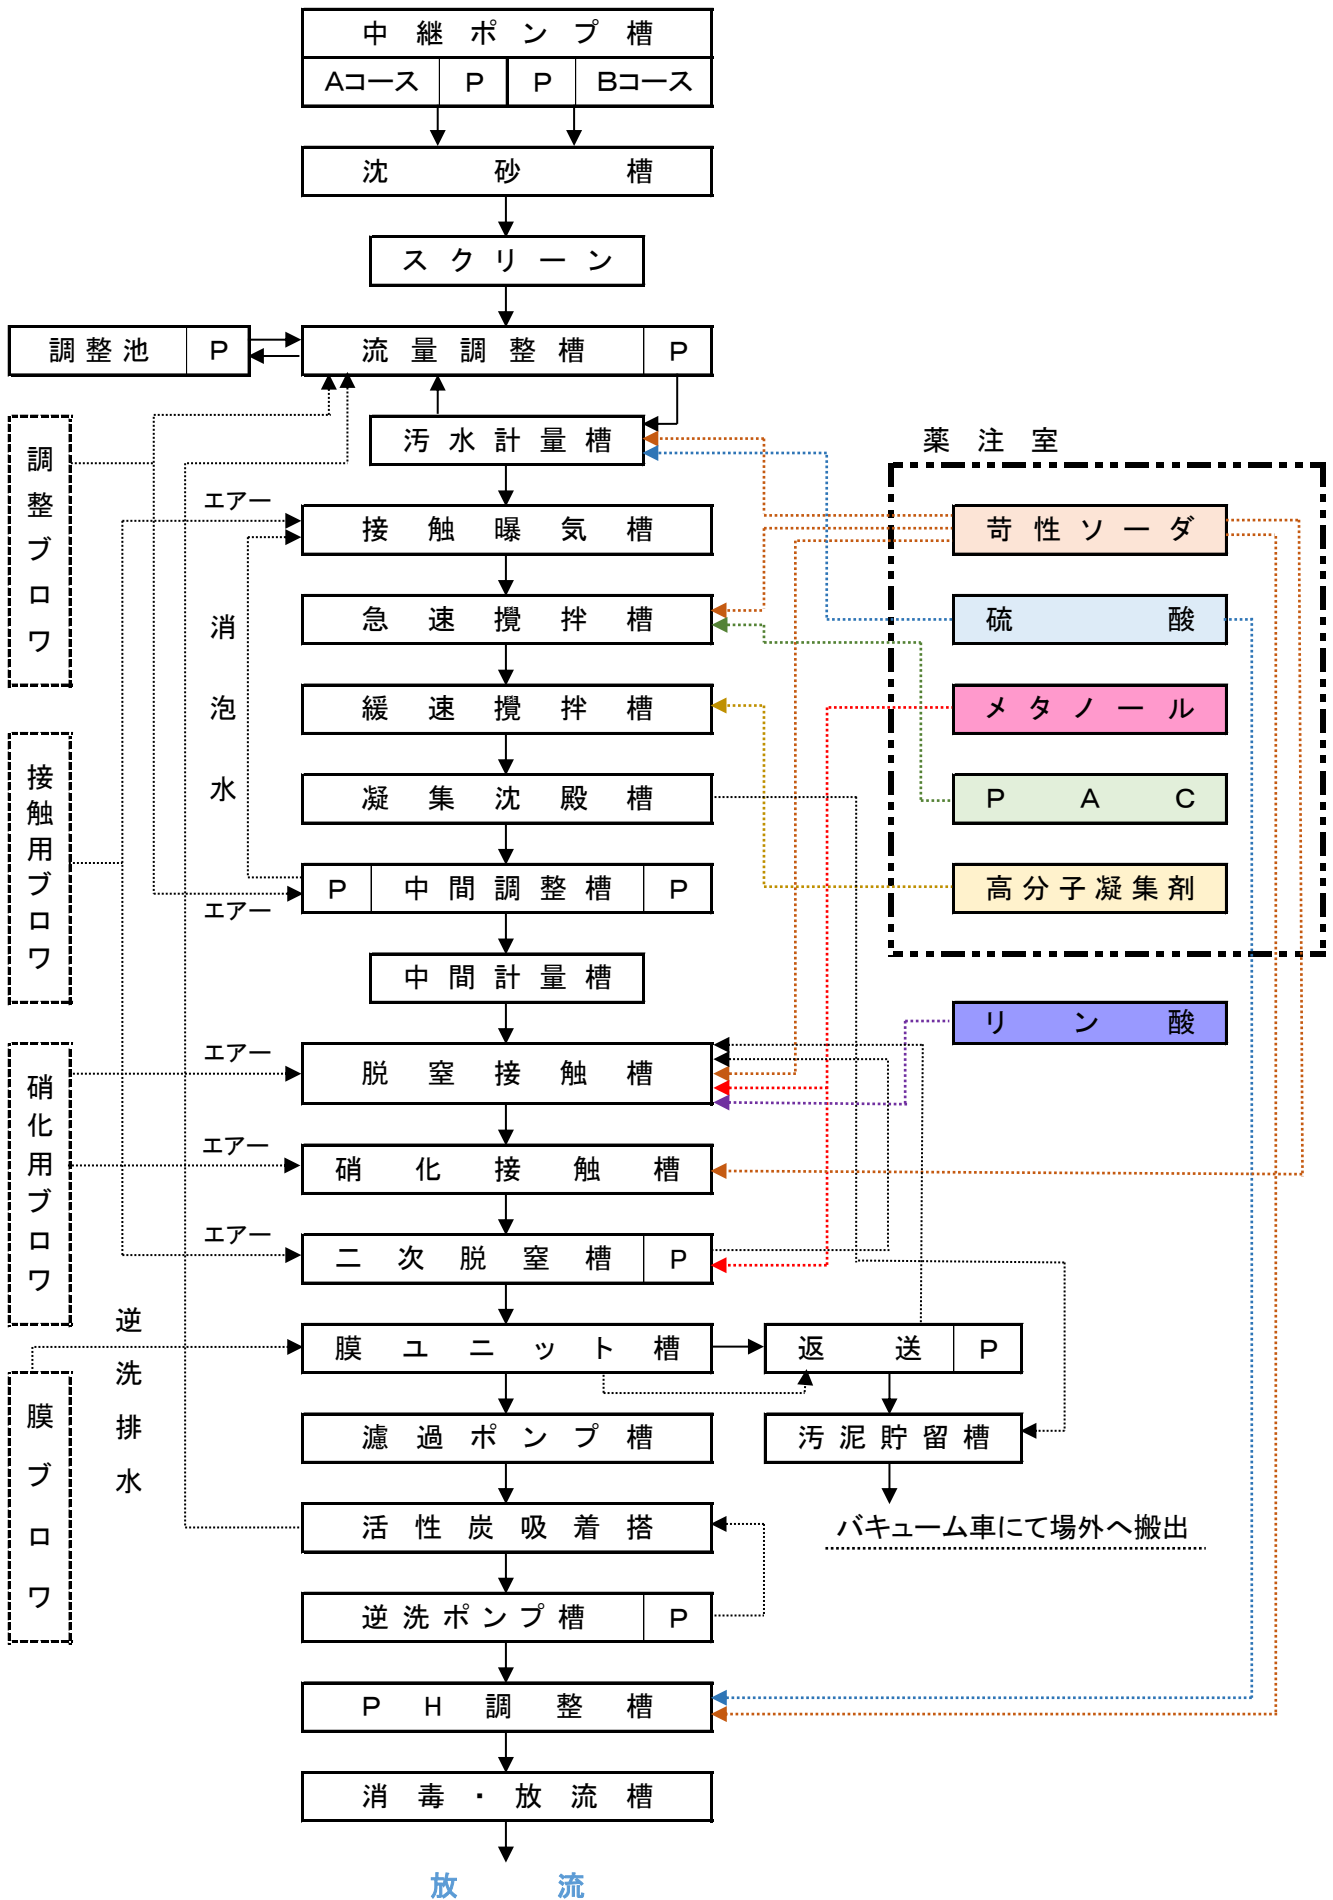 中継ポンプ槽
Aコース P P Bコース
沈砂槽
スクリーン
調整池 P
流量調整槽 P
汚水計量槽
薬注室
調整ブロワ
エアー
接触曝気槽
苛性ソーダ
消泡水
急速攪拌槽
硫酸
緩速攪拌槽
メタノール
接触用ブロワ
凝集沈殿槽
PAC
P 中間調整槽 P
高分子凝集剤
エアー
中間計量槽
リン酸
硝化用ブロワ
エアー
脱窒接触槽
エアー
硝化接触槽
エアー
二次脱窒槽 P
逆洗排水
膜ユニット槽
返送 P
膜ブロワ
濾過ポンプ槽
汚泥貯留槽
活性炭吸着搭
バキューム車にて場外へ搬出
逆洗ポンプ槽 P
PH調整槽
消毒・放流槽
放流